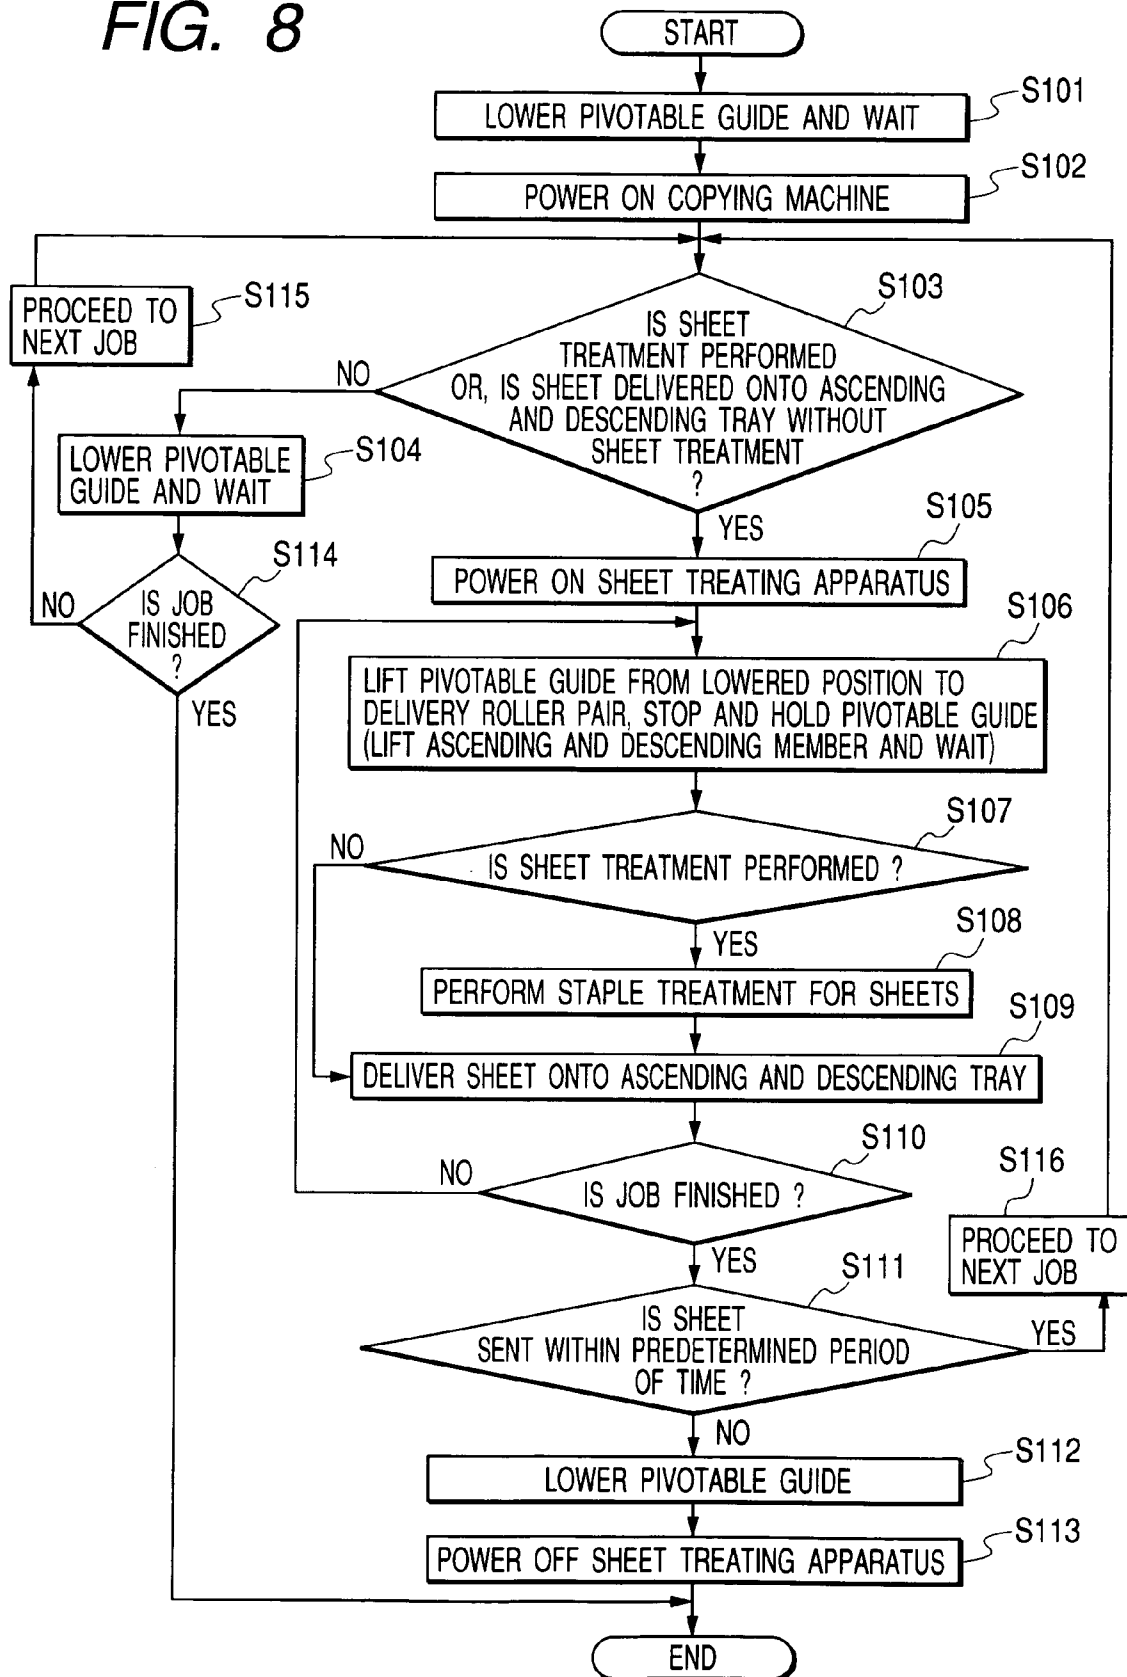 FIG. 8
START
S101
LOWER PIVOTABLE GUIDE AND WAIT
S102
POWER ON COPYING MACHINE
S103
IS SHEET
TREATMENT PERFORMED
OR, IS SHEET DELIVERED ONTO ASCENDING
AND DESCENDING TRAY WITHOUT
SHEET TREATMENT
?
S115
PROCEED TO
NEXT JOB
NO
S104
LOWER PIVOTABLE
GUIDE AND WAIT
YES
S105
POWER ON SHEET TREATING APPARATUS
S114
IS JOB
FINISHED
?
NO
YES
S106
LIFT PIVOTABLE GUIDE FROM LOWERED POSITION TO
DELIVERY ROLLER PAIR, STOP AND HOLD PIVOTABLE GUIDE
(LIFT ASCENDING AND DESCENDING MEMBER AND WAIT)
S107
NO
IS SHEET TREATMENT PERFORMED ?
YES
S108
PERFORM STAPLE TREATMENT FOR SHEETS
S109
DELIVER SHEET ONTO ASCENDING AND DESCENDING TRAY
S110
NO
IS JOB FINISHED ?
YES
S116
PROCEED TO
NEXT JOB
S111
IS SHEET
SENT WITHIN PREDETERMINED PERIOD
OF TIME ?
YES
NO
S112
LOWER PIVOTABLE GUIDE
S113
POWER OFF SHEET TREATING APPARATUS
END